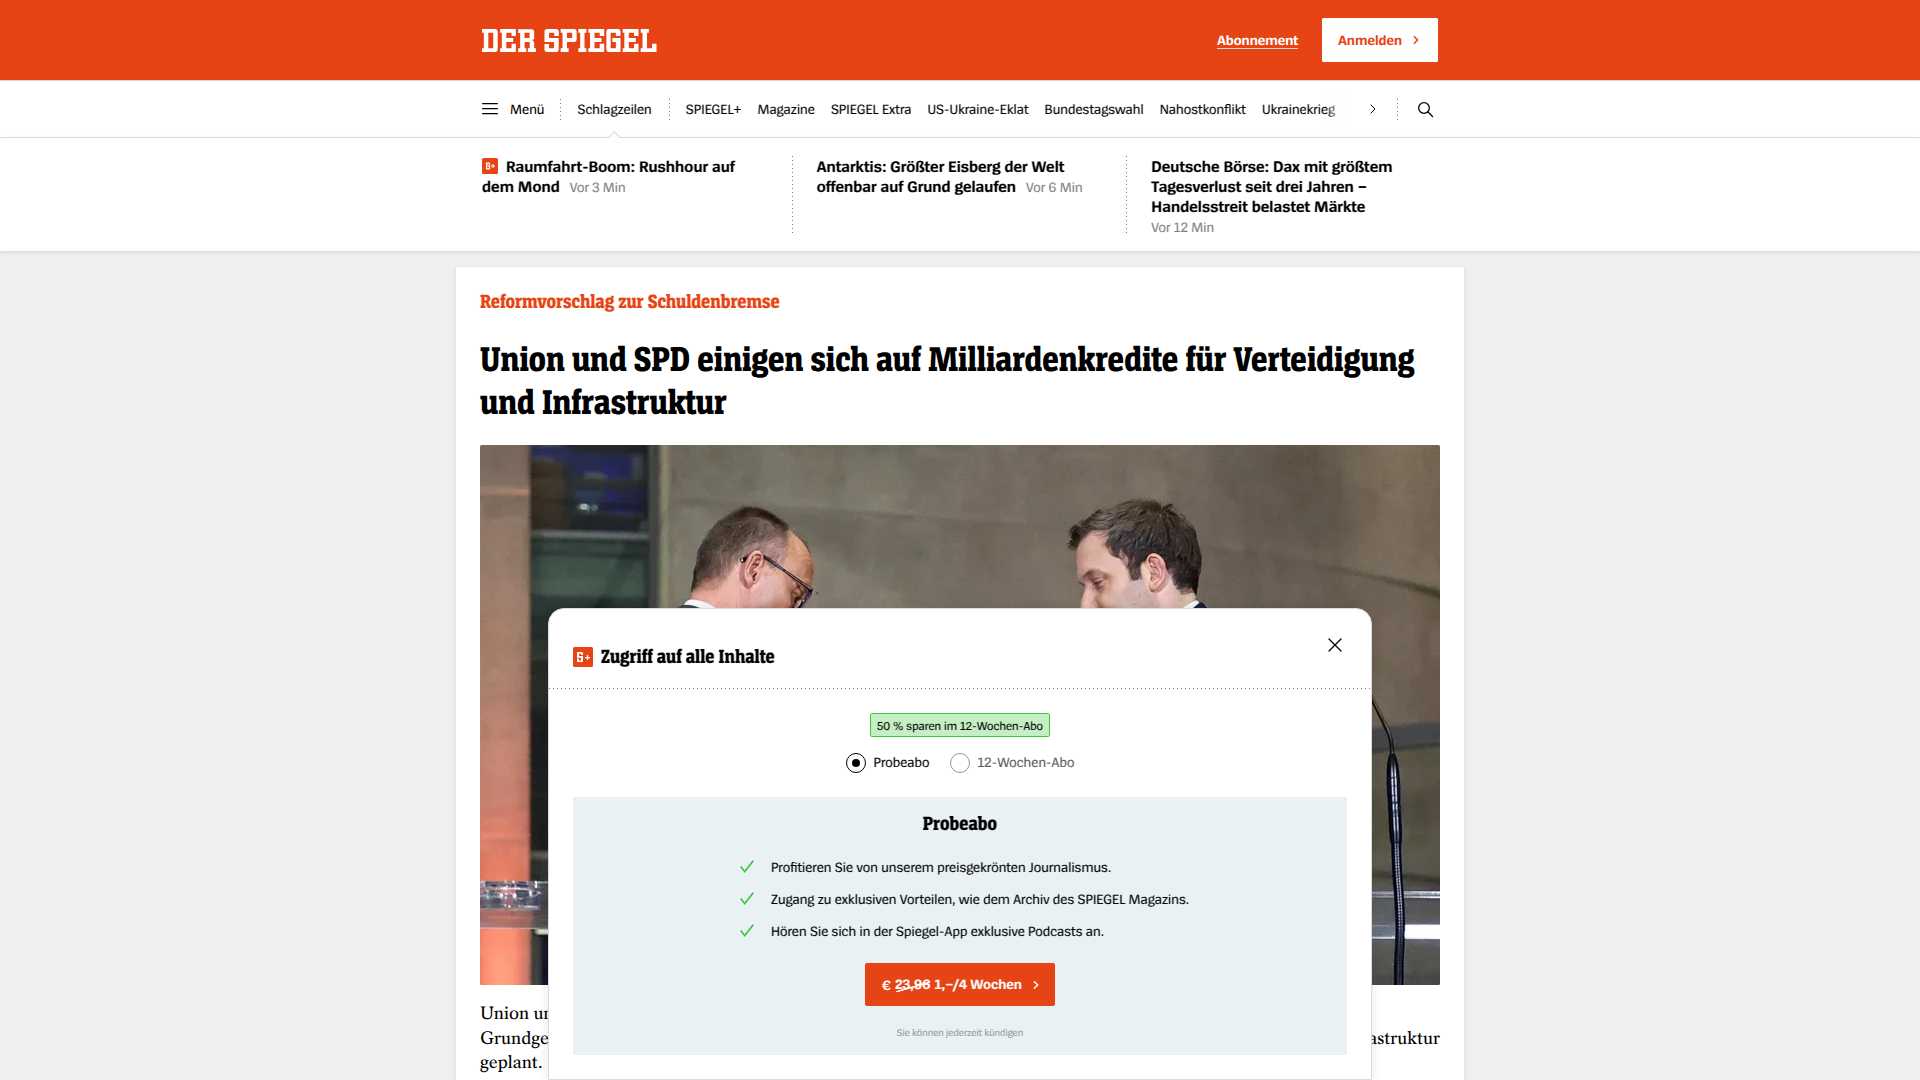 DER SPIEGEL
Abonnement
Anmelden
Menü
Schlagzeilen
SPIEGEL+
Magazine
SPIEGEL Extra
US-Ukraine-Eklat
Bundestagswahl
Nahostkonflikt
Ukrainekrieg
Raumfahrt-Boom: Rushhour auf
dem Mond Vor 3 Min
Antarktis: Größter Eisberg der Welt
offenbar auf Grund gelaufen Vor 6 Min
Deutsche Börse: Dax mit größtem
Tagesverlust seit drei Jahren –
Handelsstreit belastet Märkte
Vor 12 Min
Reformvorschlag zur Schuldenbremse
Union und SPD einigen sich auf Milliardenkredite für Verteidigung
und Infrastruktur
Zugriff auf alle Inhalte
50 % sparen im 12-Wochen-Abo
Probeabo
12-Wochen-Abo
Probeabo
Profitieren Sie von unserem preisgekrönten Journalismus.
Zugang zu exklusiven Vorteilen, wie dem Archiv des SPIEGEL Magazins.
Hören Sie sich in der Spiegel-App exklusive Podcasts an.
€ 23,96 1,–/4 Wochen
Sie können jederzeit kündigen
Union
Grundge
astruktur
geplant.